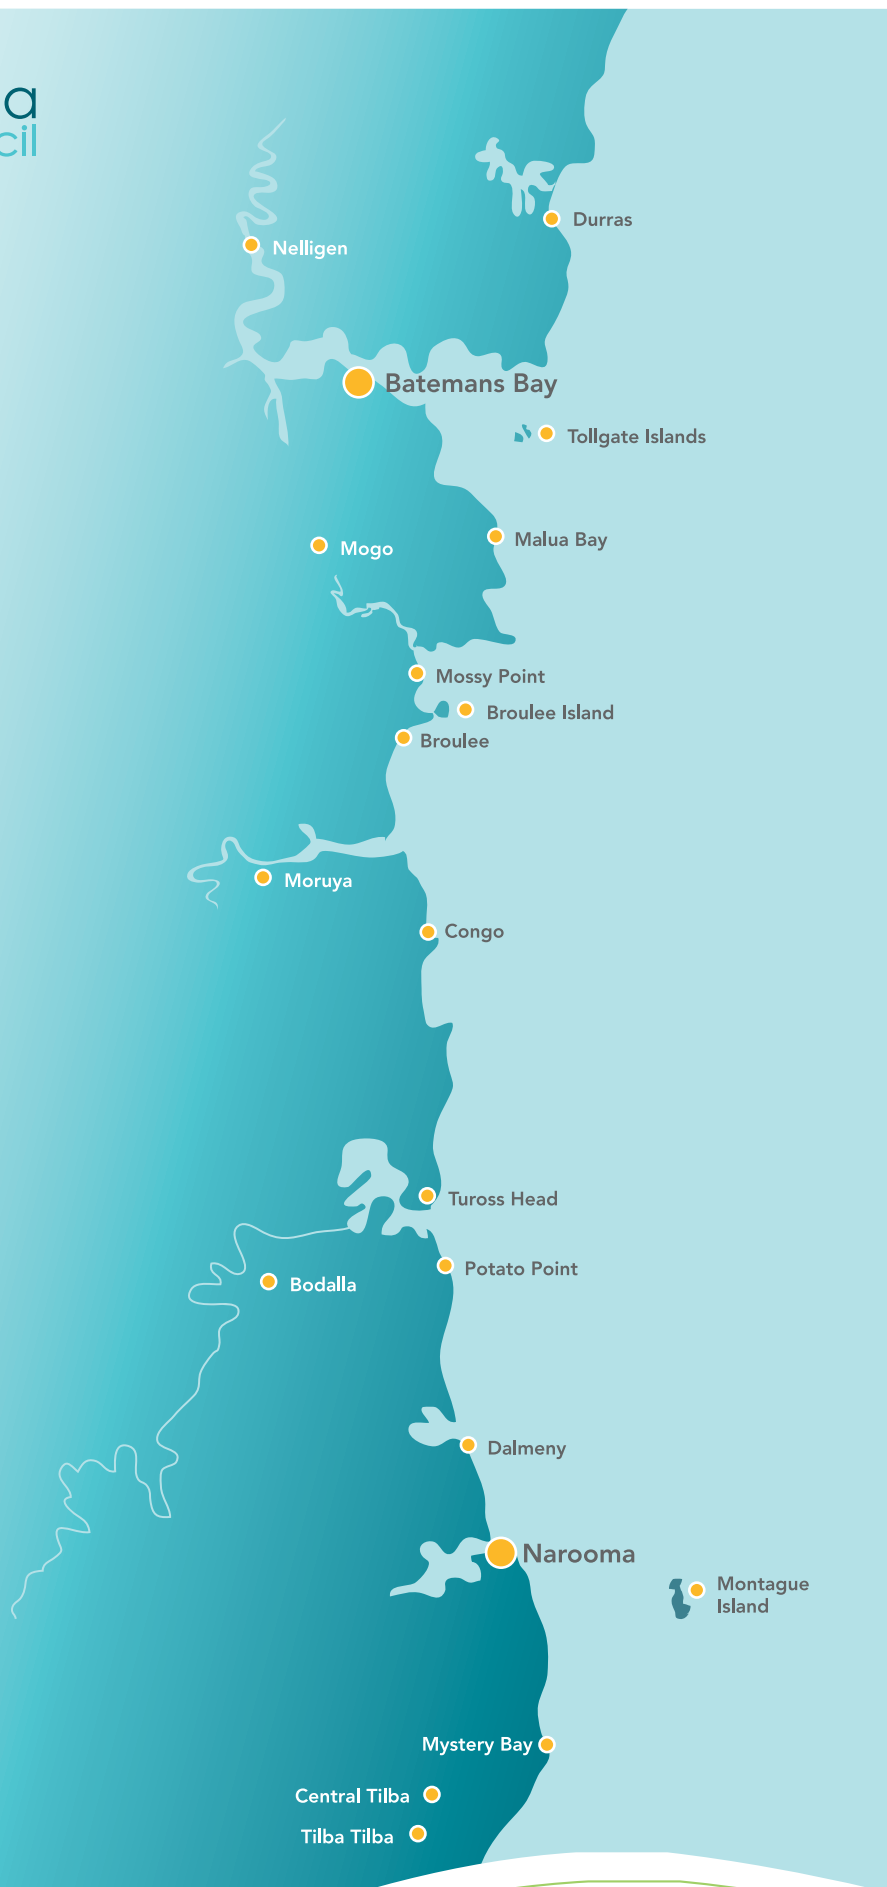 a
cil
Durras
Nelligen
Batemans Bay
Tollgate Islands
Malua Bay
Mogo
Mossy Point
Broulee Island
Broulee
Moruya
Congo
Tuross Head
Potato Point
Bodalla
Dalmeny
Narooma
Montague
Island
Mystery Bay
Central Tilba
Tilba Tilba